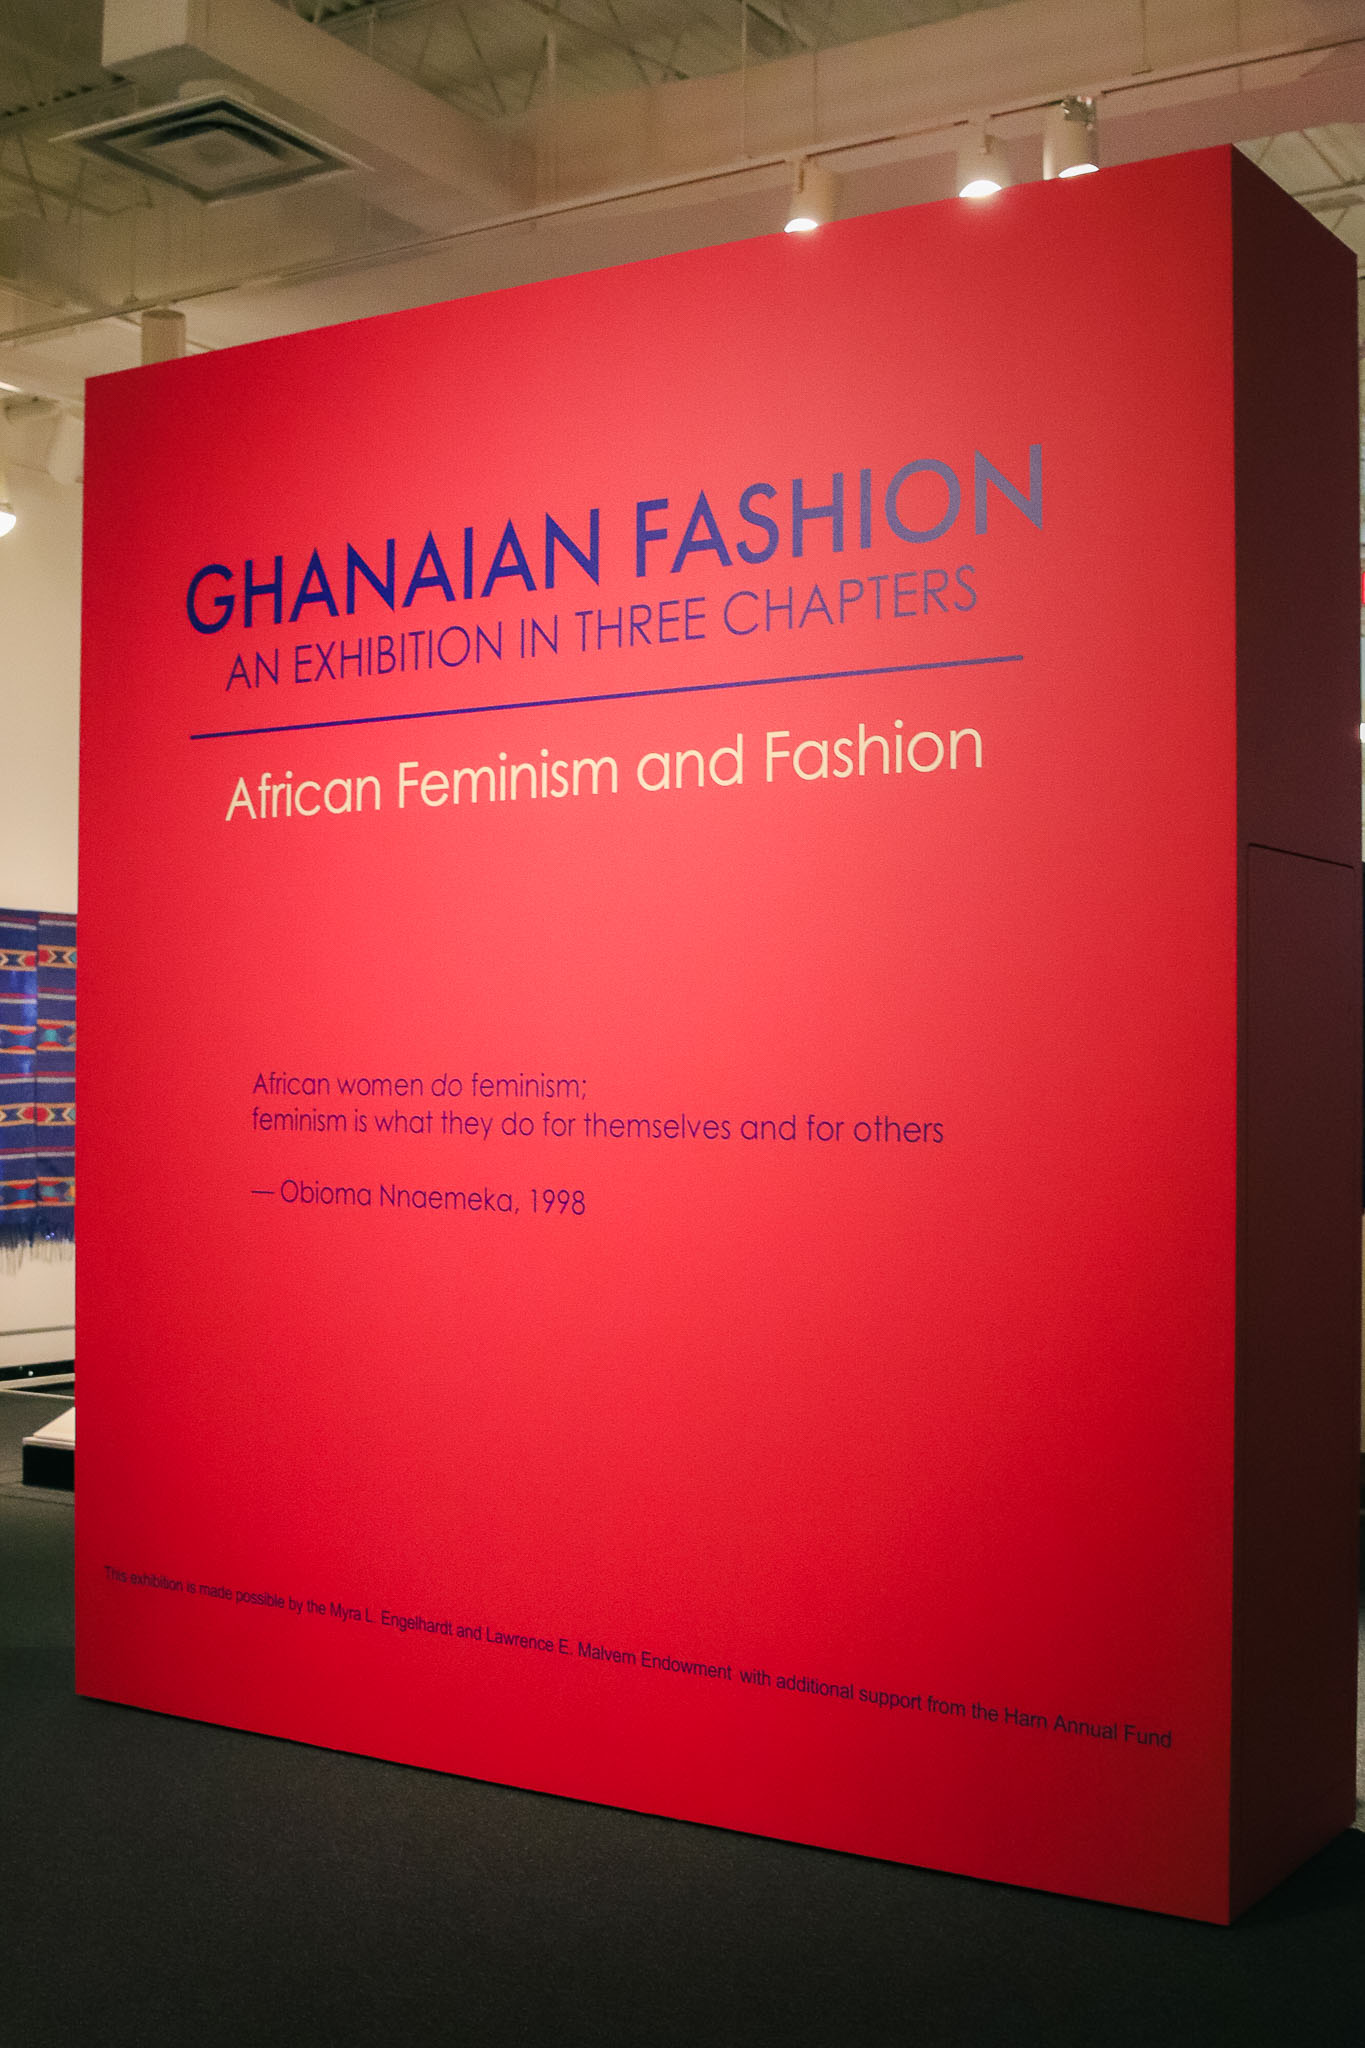 GHANAIAN FASHION
AN EXHIBITION IN THREE CHAPTERS
African Feminism and Fashion
African women do feminism;
feminism is what they do for themselves and for others
— Obioma Nnaemeka, 1998
This exhibition is made possible by the Myra L. Engelhardt and Lawrence E. Malvern Endowment with additional support from the Harn Annual Fund